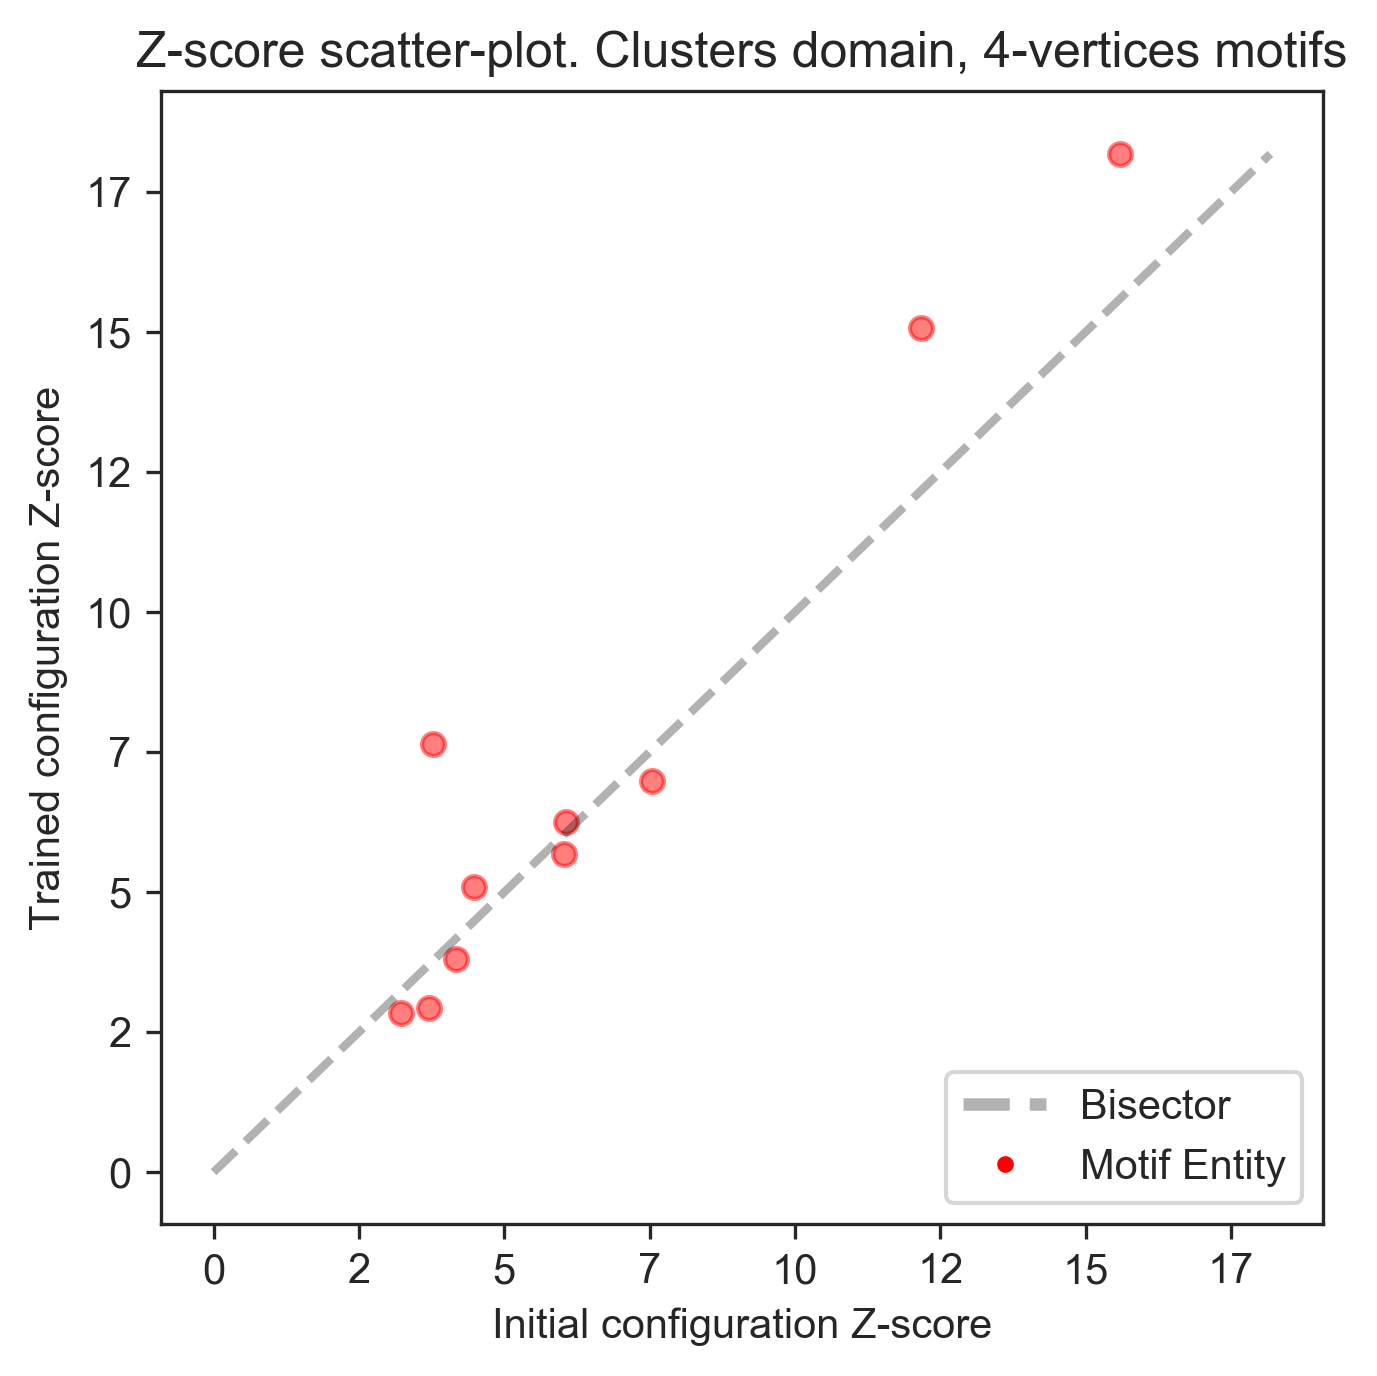 Z-score scatter-plot. Clusters domain, 4-vertices motifs
Trained configuration Z-score
17
15
12
10
7
5
2
0
Bisector
Motif Entity
0 2 5 7 10 12 15 17
Initial configuration Z-score